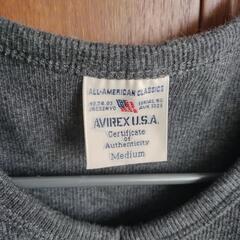 ALL-AMERICAN CLASSICS
AVIREX U.S.A.
Certificate
of
Authenticity
Medium